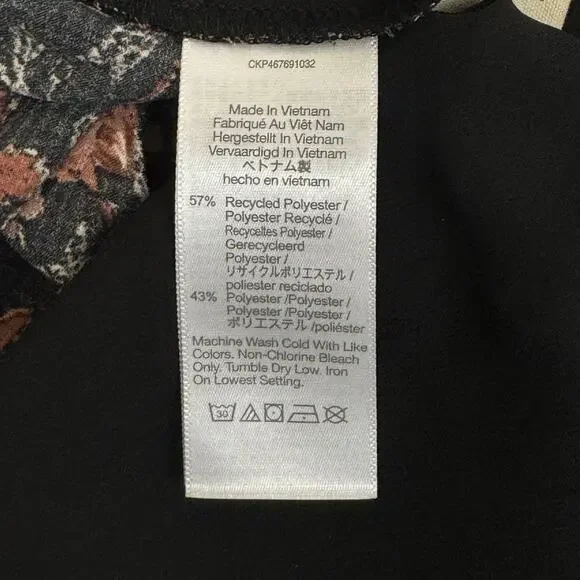 CKP467691032
Made In Vietnam
Fabriqué Au Viêt Nam
Hergestellt In Vietnam
Vervaardigd In Vietnam
ベトナム製
hecho en vietnam
57% Recycled Polyester /
Polyester Recyclé /
Recyceltes Polyester /
Gerecycleerd
Polyester /
リサイクルポリエステル /
poliester reciclado
43% Polyester /Polyester /
Polyester /Polyester /
ポリエステル /poliéster
Machine Wash Cold With Like
Colors. Non-Chlorine Bleach
Only. Tumble Dry Low. Iron
On Lowest Setting.
30